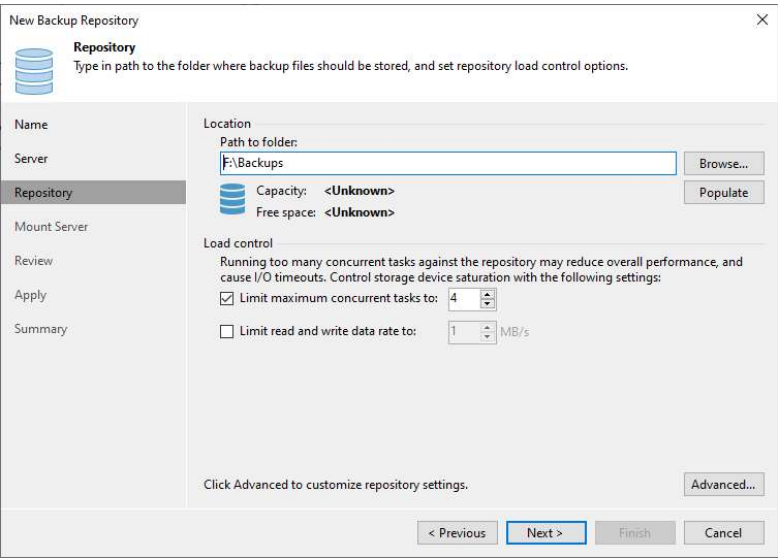 New Backup Repository
Repository
Type in path to the folder where backup files should be stored, and set repository load control options.
Name
Server
Repository
Mount Server
Review
Apply
Summary
Location
Path to folder:
F:\Backups
Browse...
Capacity: <Unknown>
Populate
Free space: <Unknown>
Load control
Running too many concurrent tasks against the repository may reduce overall performance, and
cause I/O timeouts. Control storage device saturation with the following settings:
Limit maximum concurrent tasks to: 4
Limit read and write data rate to: 1 MB/s
Click Advanced to customize repository settings.
Advanced...
< Previous
Next >
Finish
Cancel